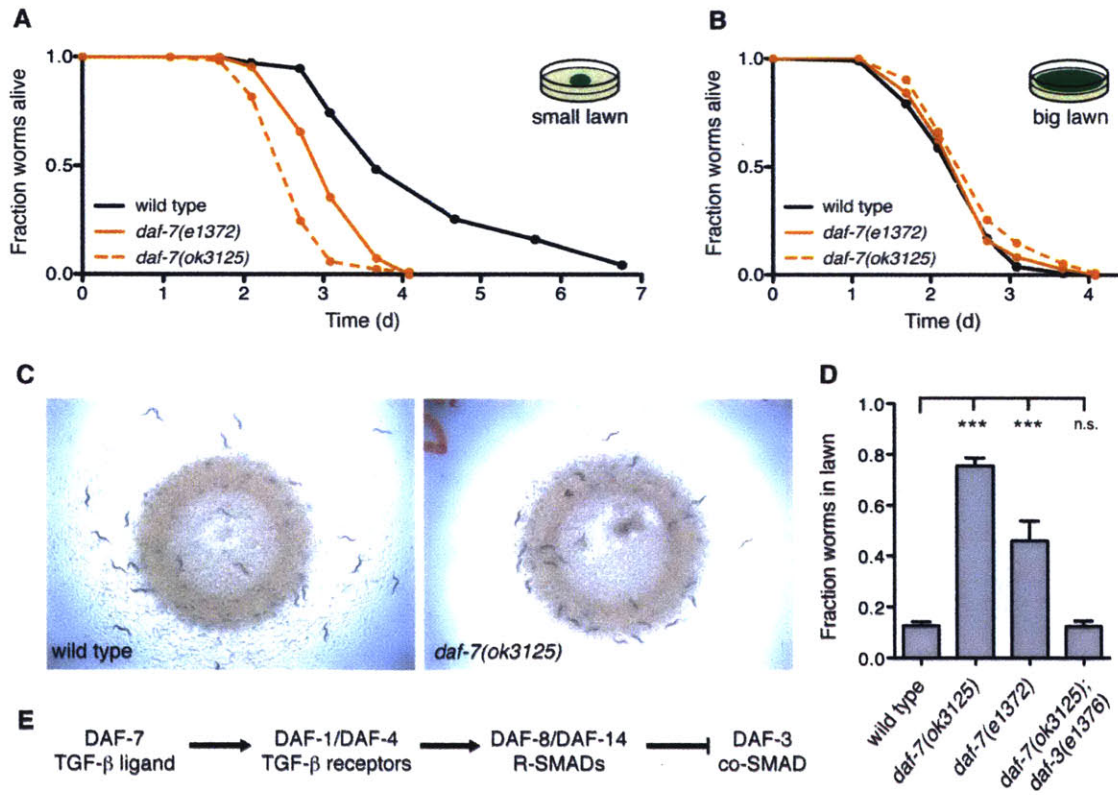 A
Fraction worms alive
1.0
0.5
0.0
small lawn
wild type
daf-7(e1372)
daf-7(ok3125)
0 1 2 3 4 5 6 7
Time (d)
B
Fraction worms alive
1.0
0.5
0.0
big lawn
wild type
daf-7(e1372)
daf-7(ok3125)
0 1 2 3 4
Time (d)
C
wild type
daf-7(ok3125)
D
Fraction worms in lawn
1.0
0.8
0.6
0.4
0.2
0.0
*** *** n.s.
wild type
daf-7(ok3125)
daf-7(e1372)
daf-7(ok3125);
daf-3(e1376)
E
DAF-7 DAF-1/DAF-4 DAF-8/DAF-14 DAF-3
TGF-β ligand TGF-β receptors R-SMADs co-SMAD